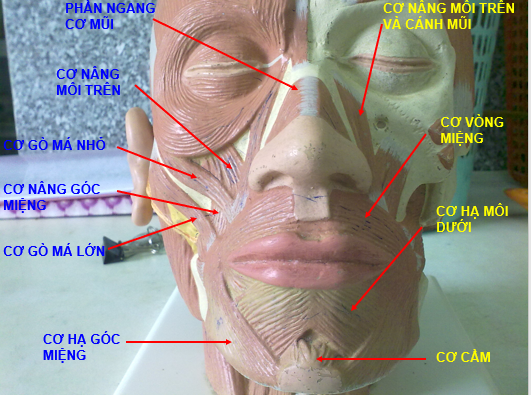 PHẦN NGANG
CƠ MŨI
CƠ NÂNG MÔI TRÊN
VÀ CÁNH MŨI
CƠ NÂNG
MÔI TRÊN
CƠ VÒNG
MIỆNG
CƠ GÒ MÁ NHỎ
CƠ NÂNG GÓC
MIỆNG
CƠ HẠ MÔI
DƯỚI
CƠ GÒ MÁ LỚN
CƠ HẠ GÓC
MIỆNG
CƠ CẰM